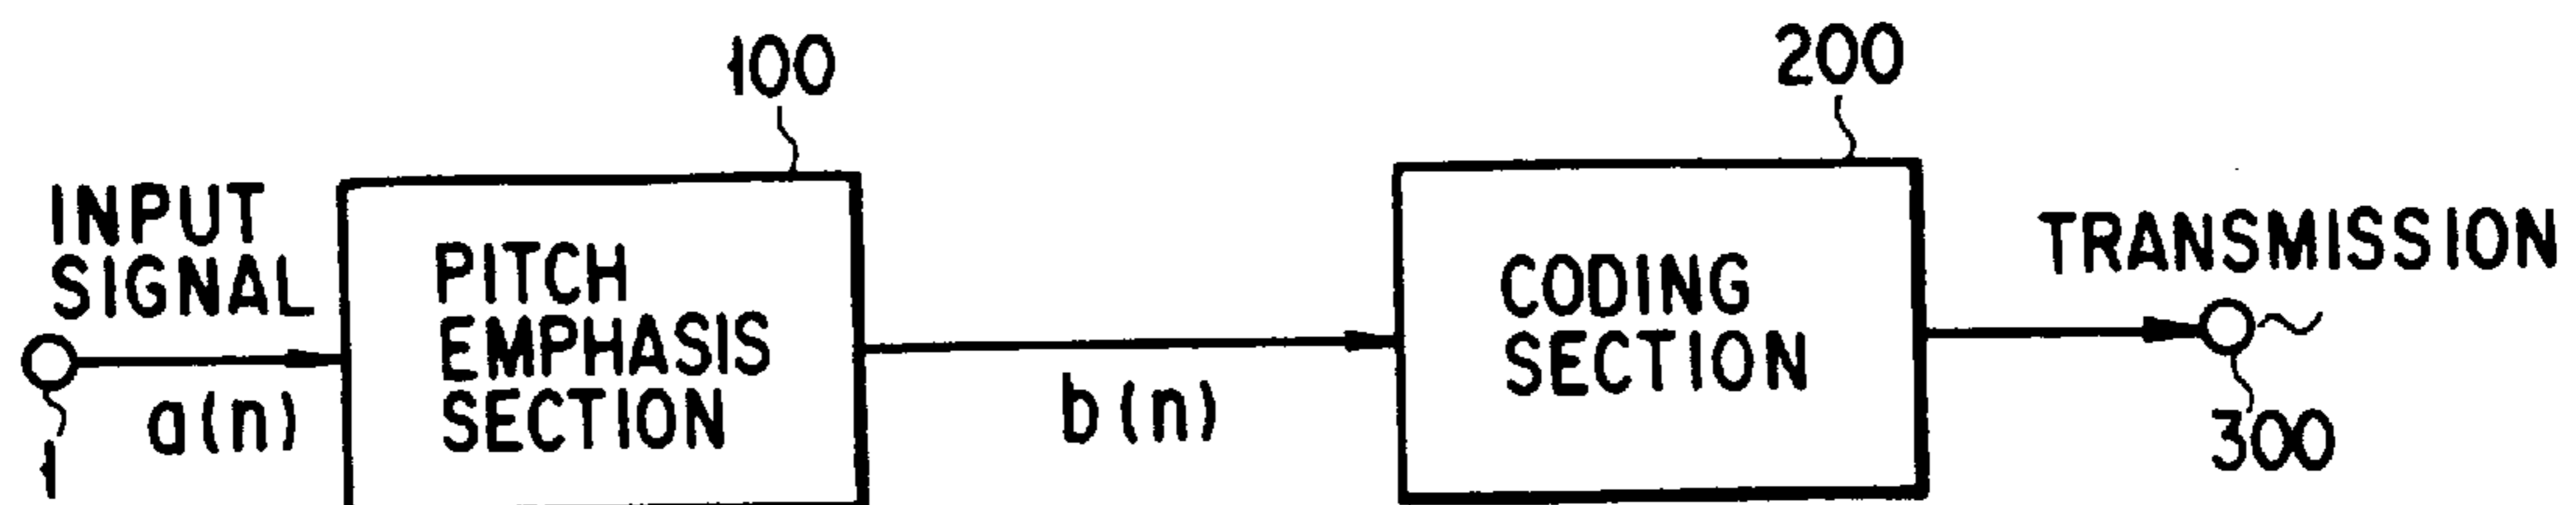 100
200
INPUT
SIGNAL
PITCH
EMPHASIS
SECTION
CODING
SECTION
TRANSMISSION
a(n)
b(n)
1
300